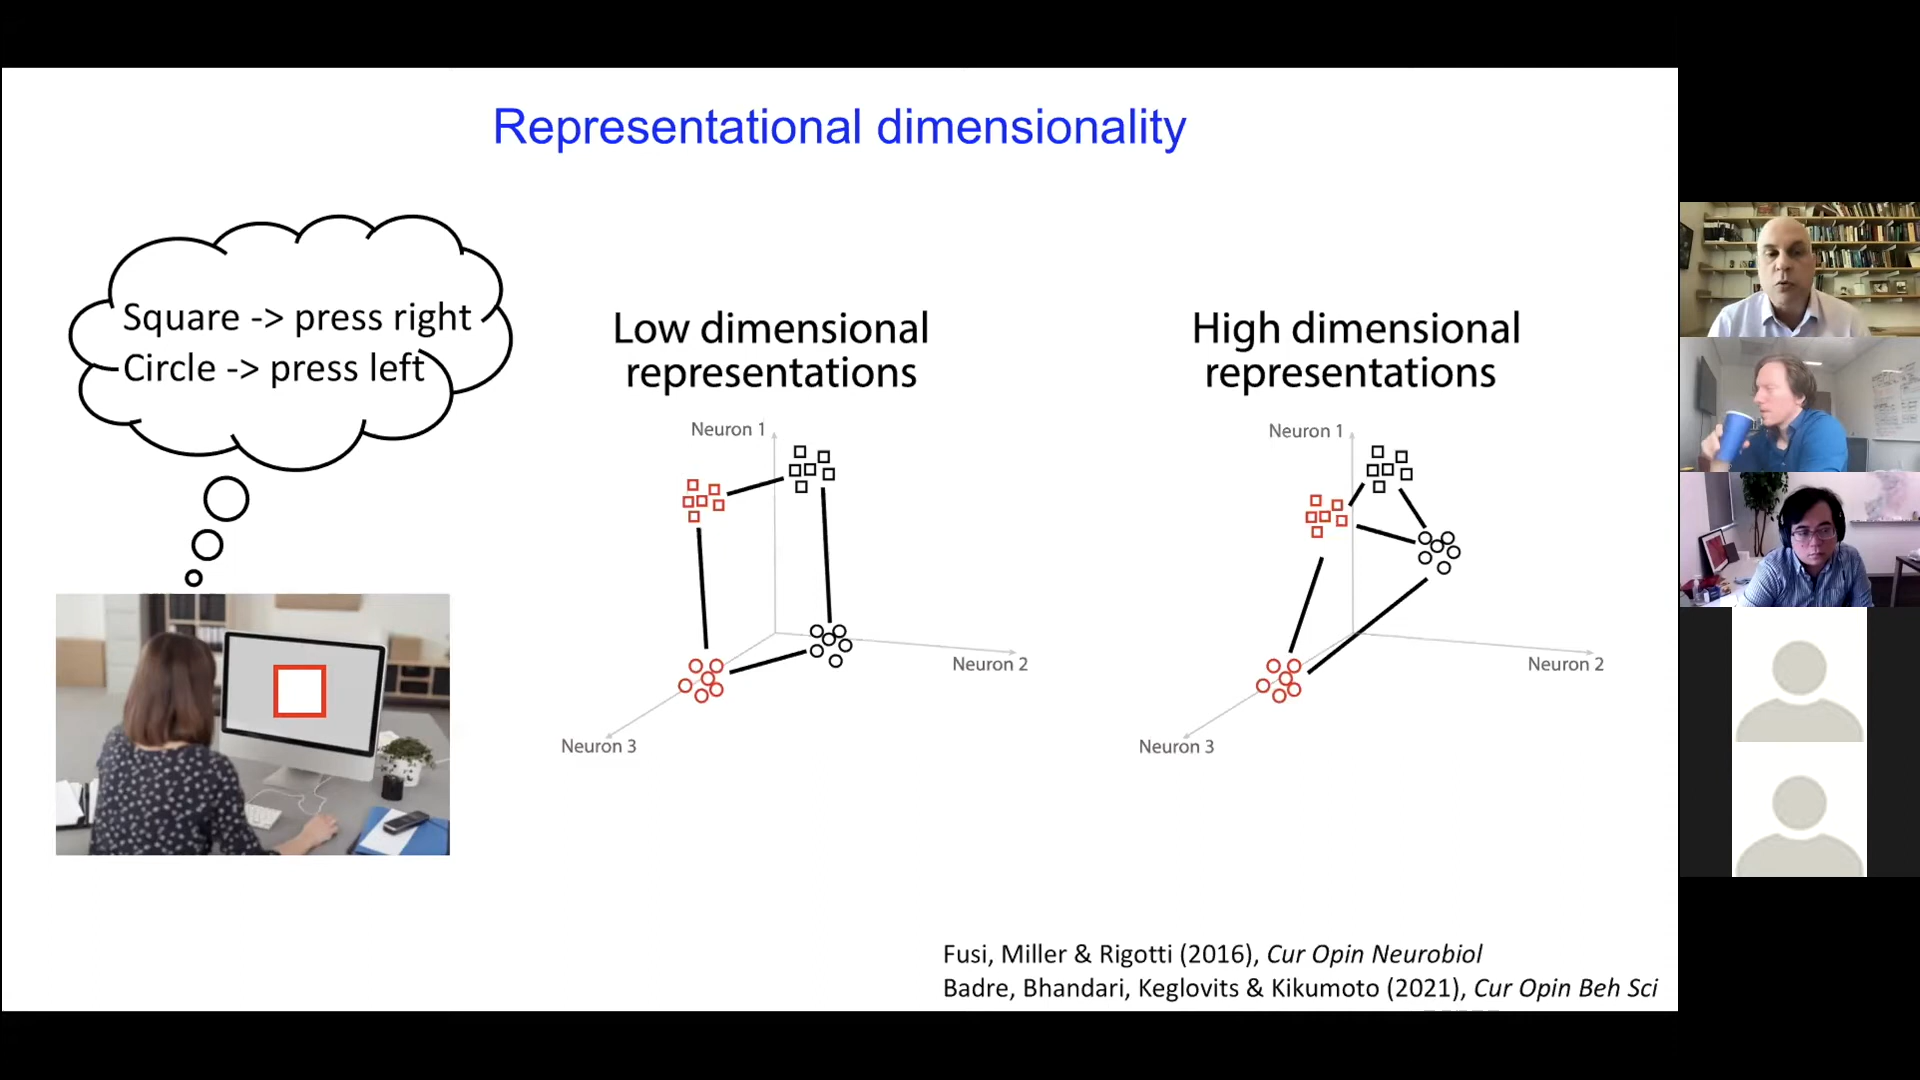 Representational dimensionality
Square -> press right
Circle -> press left
Low dimensional
representations
Neuron 1
Neuron 2
Neuron 3
High dimensional
representations
Neuron 1
Neuron 2
Neuron 3
Fusi, Miller & Rigotti (2016), Cur Opin Neurobiol
Badre, Bhandari, Keglovits & Kikumoto (2021), Cur Opin Beh Sci